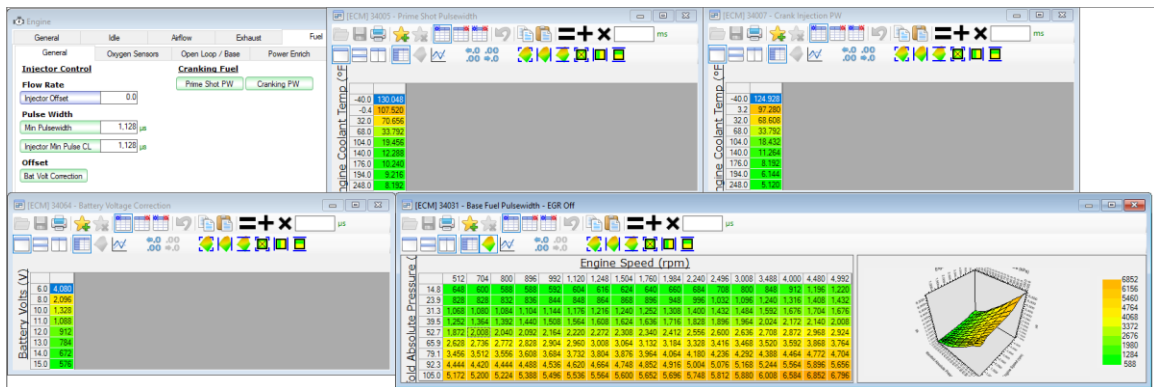 Engine
General Idle Airflow Exhaust Fuel
General Oxygen Sensors Open Loop / Base Power Enrich
Injector Control Cranking Fuel
Prime Shot PW Cranking PW
Flow Rate
Injector Offset 0.0
Pulse Width
Min Pulsewidth 1,128 µs
Injector Min Pulse CL 1,128 µs
Offset
Bat Volt Correction
[ECM] 34005 - Prime Shot Pulsewidth
ms
ngine Coolant Temp (°F
-40.0 130.048
-0.4 107.520
32.0 70.656
68.0 33.792
104.0 19.456
140.0 12.288
176.0 10.240
194.0 9.216
248.0 8.192
[ECM] 34007 - Crank Injection PW
ms
ngine Coolant Temp (°F
-40.0 124.928
3.2 97.280
32.0 68.608
68.0 33.792
104.0 18.432
140.0 11.264
176.0 8.192
194.0 6.144
248.0 5.120
[ECM] 34064 - Battery Voltage Correction
µs
Battery Volts (V)
6.0 4,080
8.0 2,096
10.0 1,328
11.0 1,088
12.0 912
13.0 784
14.0 672
15.0 576
[ECM] 34031 - Base Fuel Pulsewidth - EGR Off
µs
Engine Speed (rpm)
old Absolute Pressure (
512 704 800 896 992 1,120 1,248 1,504 1,760 1,984 2,240 2,496 3,008 3,488 4,000 4,480 4,992
14.8 648 600 588 588 592 604 616 624 640 660 684 708 800 848 912 1,196 1,220
23.9 828 828 832 836 844 848 864 868 896 948 996 1,032 1,096 1,240 1,316 1,408 1,432
31.3 1,068 1,080 1,084 1,104 1,144 1,176 1,216 1,240 1,252 1,308 1,400 1,432 1,484 1,592 1,676 1,704 1,676
39.5 1,252 1,364 1,392 1,440 1,508 1,564 1,608 1,624 1,636 1,716 1,828 1,896 1,964 2,024 2,172 2,140 2,008
52.7 1,872 2,008 2,040 2,092 2,164 2,220 2,272 2,308 2,340 2,412 2,556 2,600 2,636 2,708 2,872 2,968 2,924
65.9 2,628 2,736 2,772 2,828 2,904 2,960 3,008 3,064 3,132 3,184 3,328 3,416 3,468 3,520 3,592 3,868 3,764
79.1 3,456 3,512 3,556 3,608 3,684 3,732 3,804 3,876 3,964 4,064 4,180 4,236 4,292 4,388 4,464 4,772 4,704
92.3 4,444 4,420 4,444 4,488 4,536 4,620 4,664 4,748 4,852 4,916 5,004 5,076 5,168 5,244 5,564 5,896 5,656
105.0 5,172 5,200 5,224 5,388 5,496 5,536 5,564 5,600 5,652 5,696 5,748 5,812 5,880 6,008 6,584 6,852 6,796
6852
6156
5460
4764
4068
3372
2676
1980
1284
588